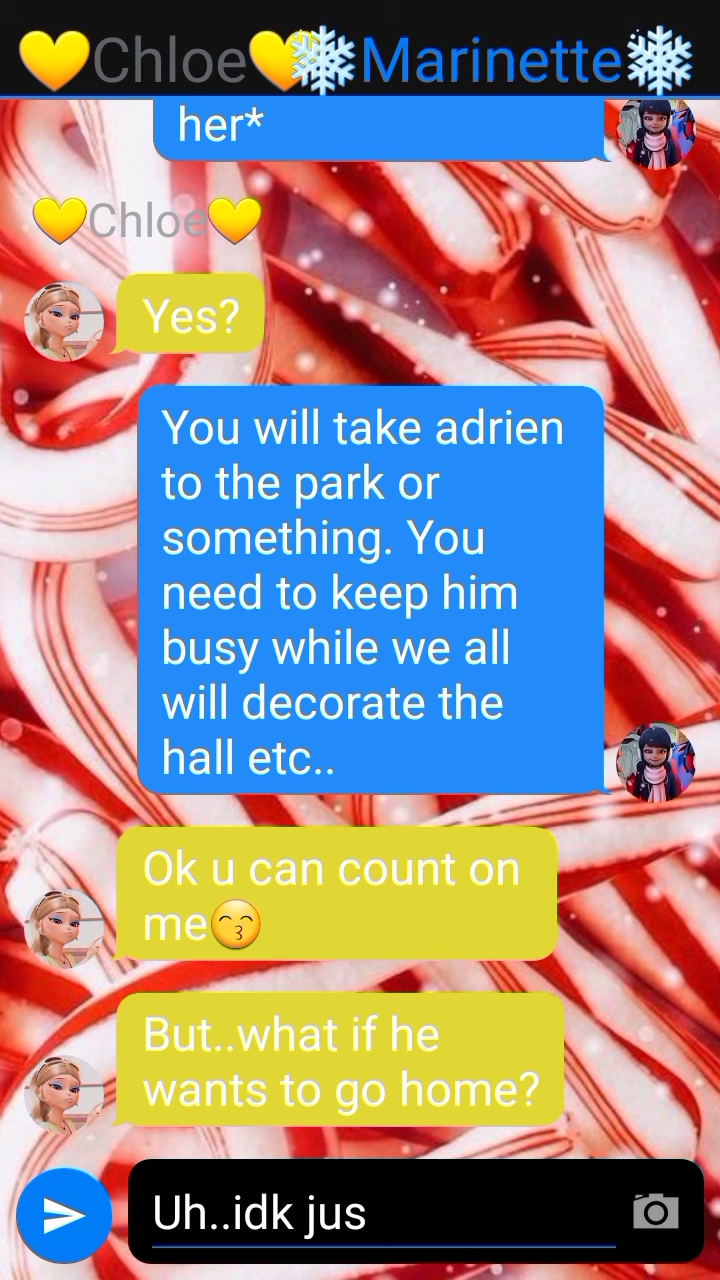 💛Chloe💛❄Marinette❄
her*
💛Chloe💛
Yes?
You will take adrien
to the park or
something. You
need to keep him
busy while we all
will decorate the
hall etc..
Ok u can count on
me😙
But..what if he
wants to go home?
Uh..idk jus